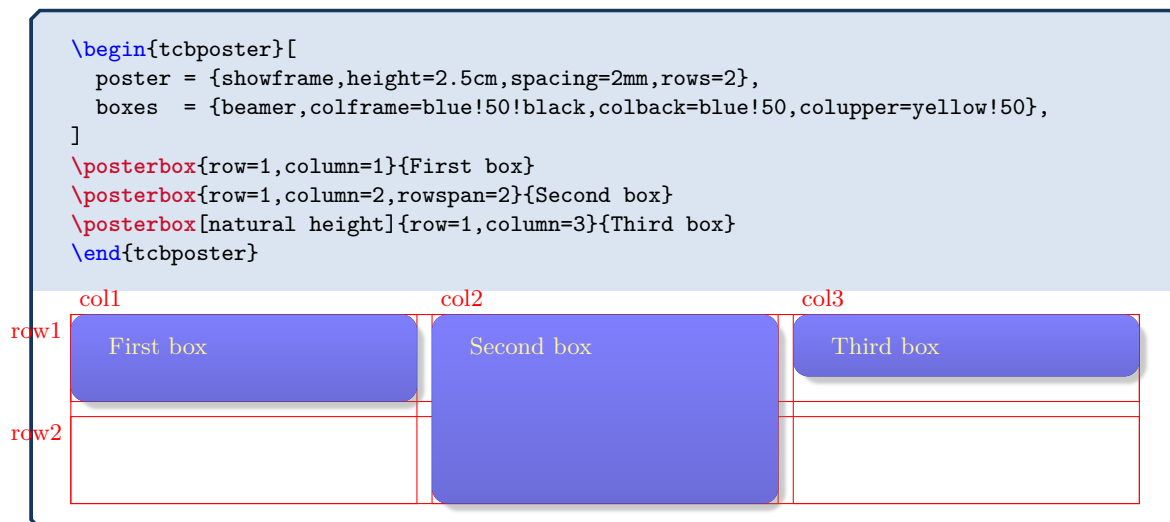 \begin{tcbposter}[
  poster = {showframe,height=2.5cm,spacing=2mm,rows=2},
  boxes  = {beamer,colframe=blue!50!black,colback=blue!50,colupper=yellow!50},
]
\posterbox{row=1,column=1}{First box}
\posterbox{row=1,column=2,rowspan=2}{Second box}
\posterbox[natural height]{row=1,column=3}{Third box}
\end{tcbposter}
col1 col2 col3
row1
First box Second box Third box
row2